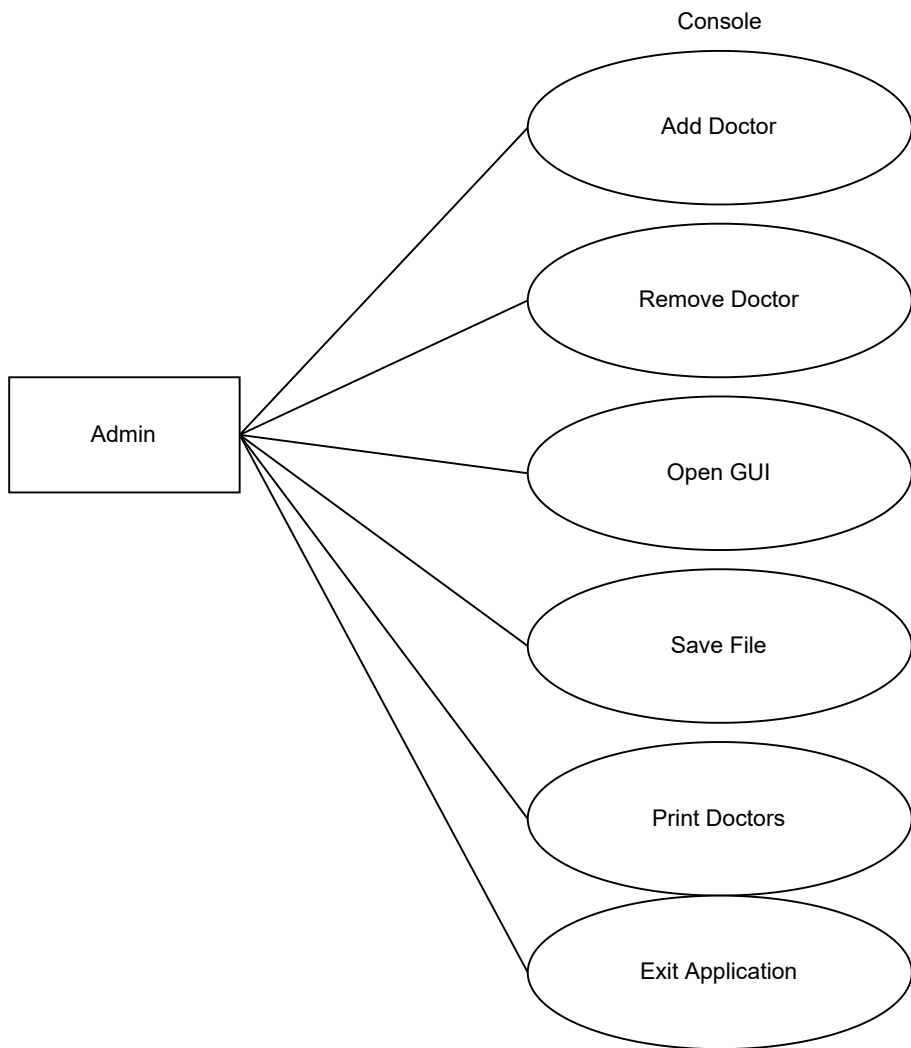 Console
Add Doctor
Remove Doctor
Admin
Open GUI
Save File
Print Doctors
Exit Application